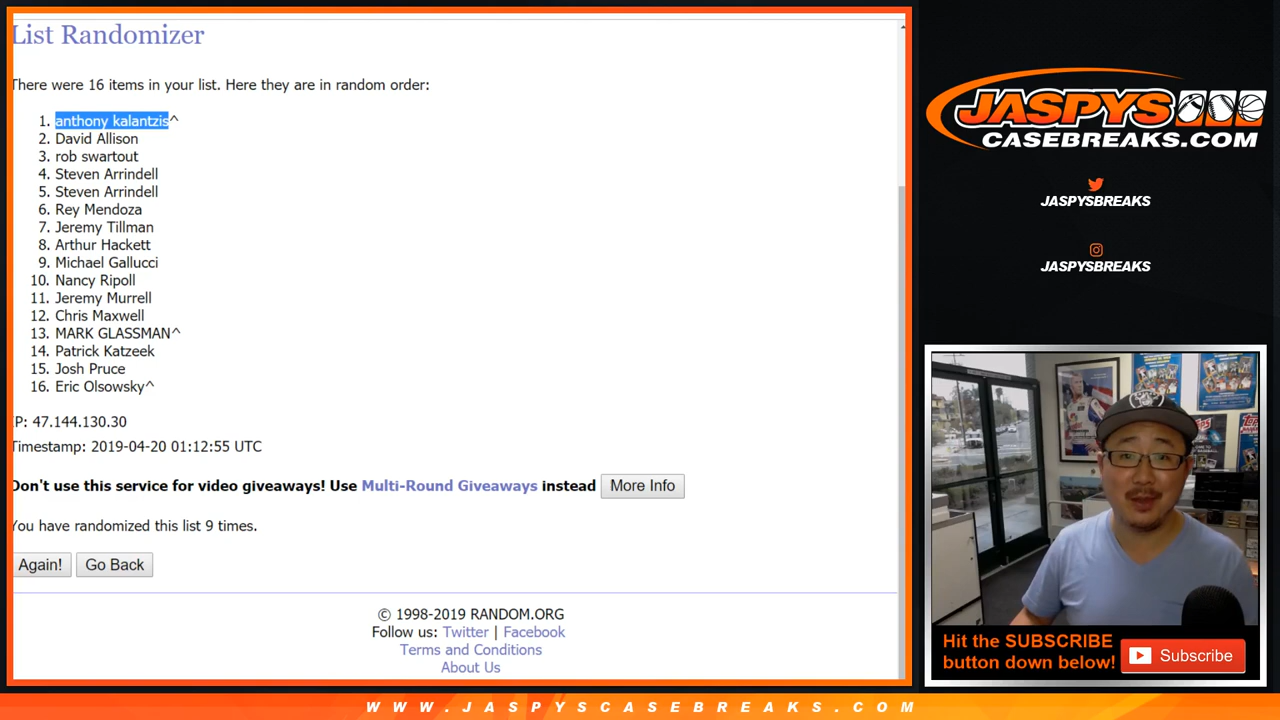 List Randomizer
There were 16 items in your list. Here they are in random order:
1. anthony kalantzis^
2. David Allison
3. rob swartout
4. Steven Arrindell
5. Steven Arrindell
6. Rey Mendoza
7. Jeremy Tillman
8. Arthur Hackett
9. Michael Gallucci
10. Nancy Ripoll
11. Jeremy Murrell
12. Chris Maxwell
13. MARK GLASSMAN^
14. Patrick Katzeek
15. Josh Pruce
16. Eric Olsowsky^
IP: 47.144.130.30
Timestamp: 2019-04-20 01:12:55 UTC
Don't use this service for video giveaways! Use Multi-Round Giveaways instead More Info
You have randomized this list 9 times.
Again! Go Back
© 1998-2019 RANDOM.ORG
Follow us: Twitter | Facebook
Terms and Conditions
About Us
JASPYS
CASEBREAKS.COM
JASPYSBREAKS
JASPYSBREAKS
Hit the SUBSCRIBE
button down below!
Subscribe
WWW.JASPYSCASEBREAKS.COM